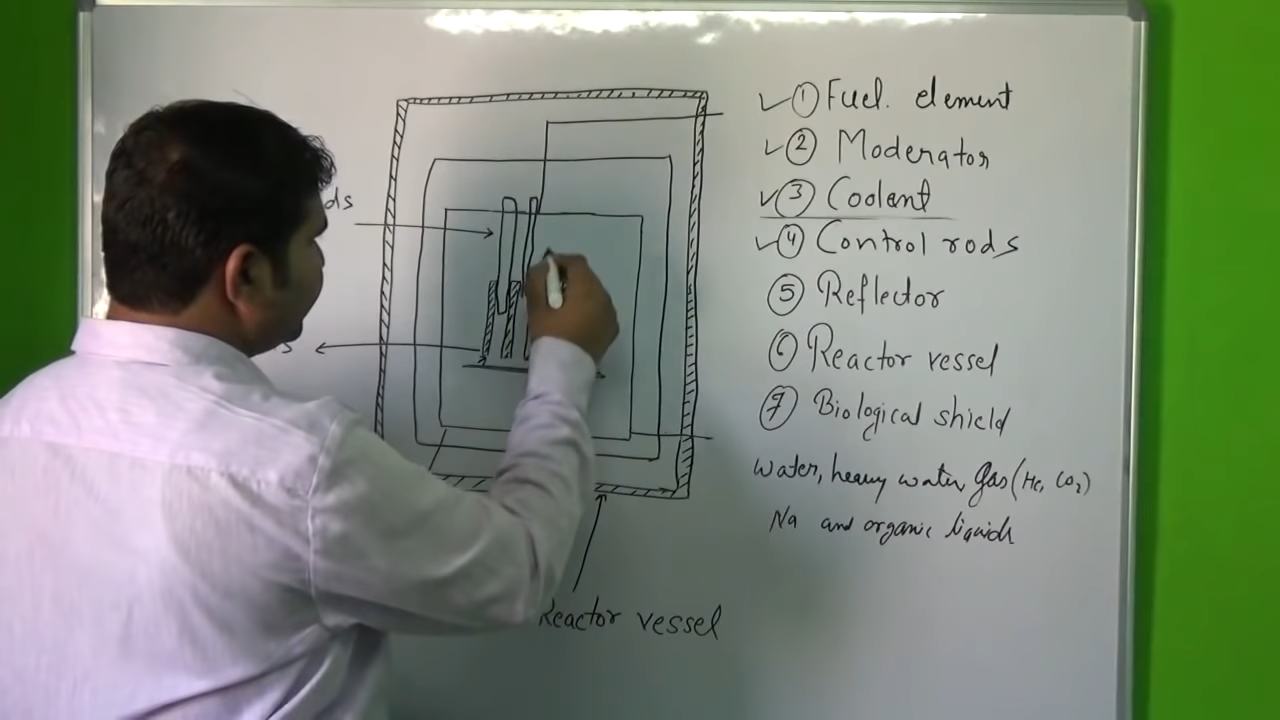 ① Fuel. element
② Moderator
③ Coolant
④ Control rods
⑤ Reflector
⑥ Reactor vessel
⑦ Biological shield
water, heavy water, gas (He, CO₂)
Na and organic liquids
Reactor vessel